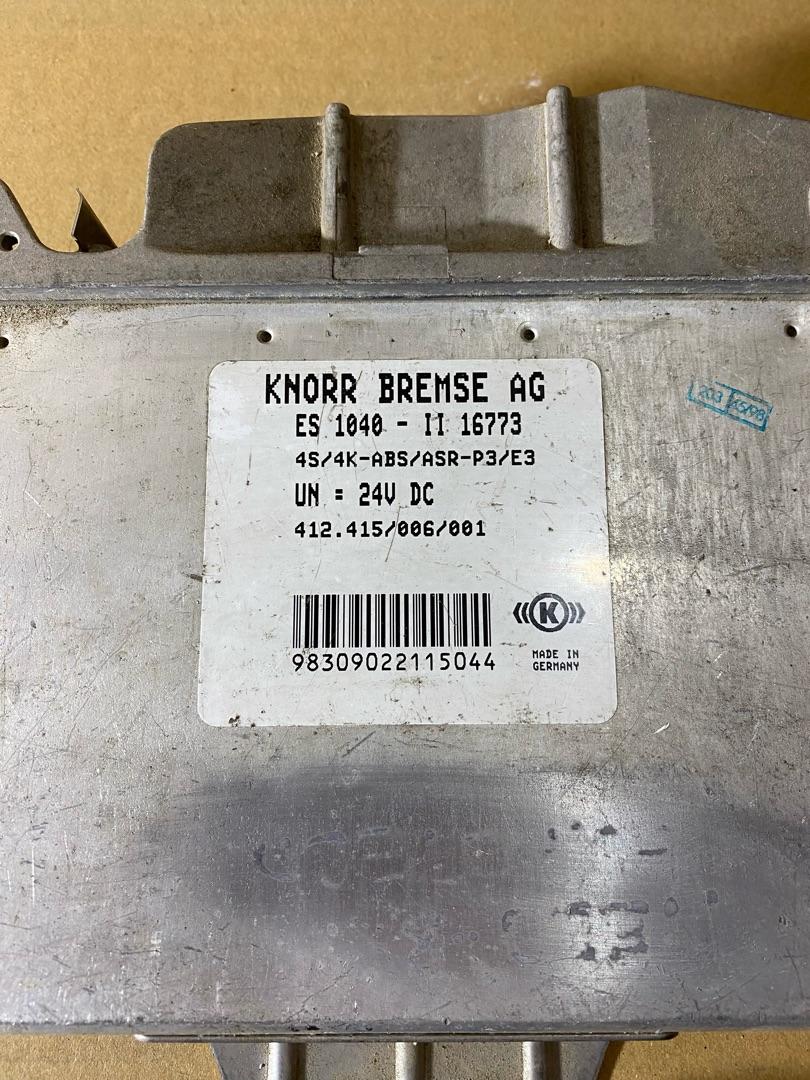 KNORR BREMSE AG
ES 1040 - II 16773
4S/4K-ABS/ASR-P3/E3
UN = 24V DC
412.415/006/001
98309022115044
K
MADE IN
GERMANY